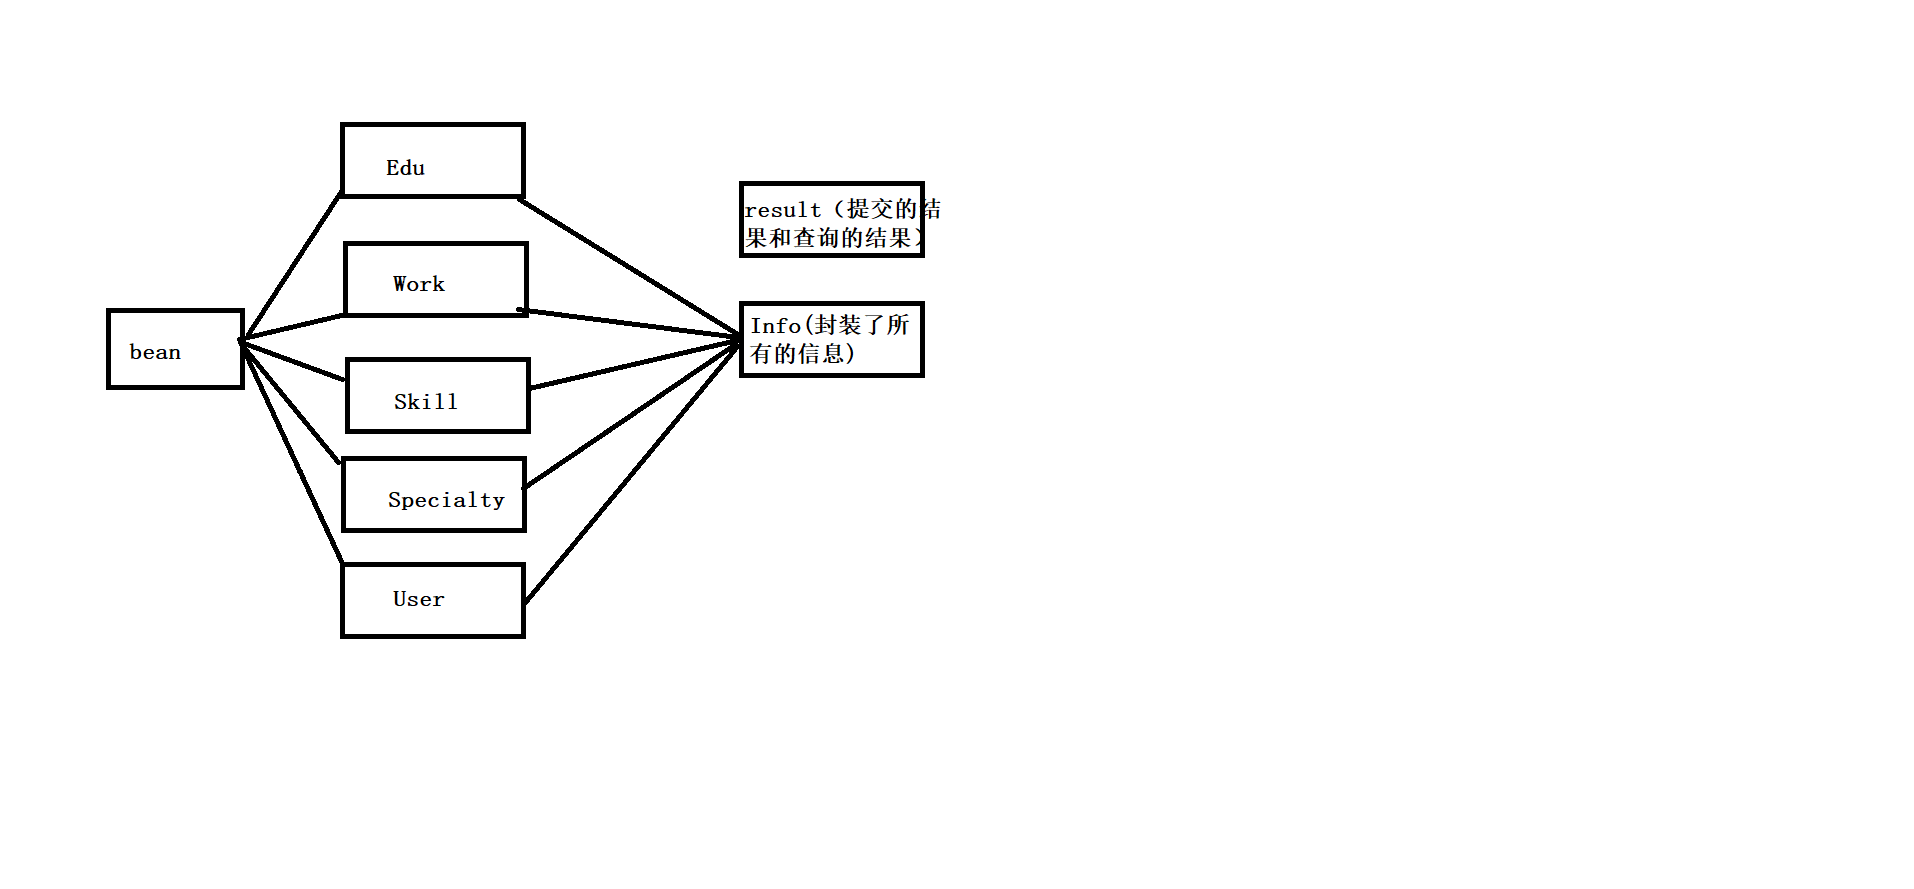 Edu
result（提交的结
果和查询的结果）
Work
Info(封装了所
有的信息)
bean
Skill
Specialty
User